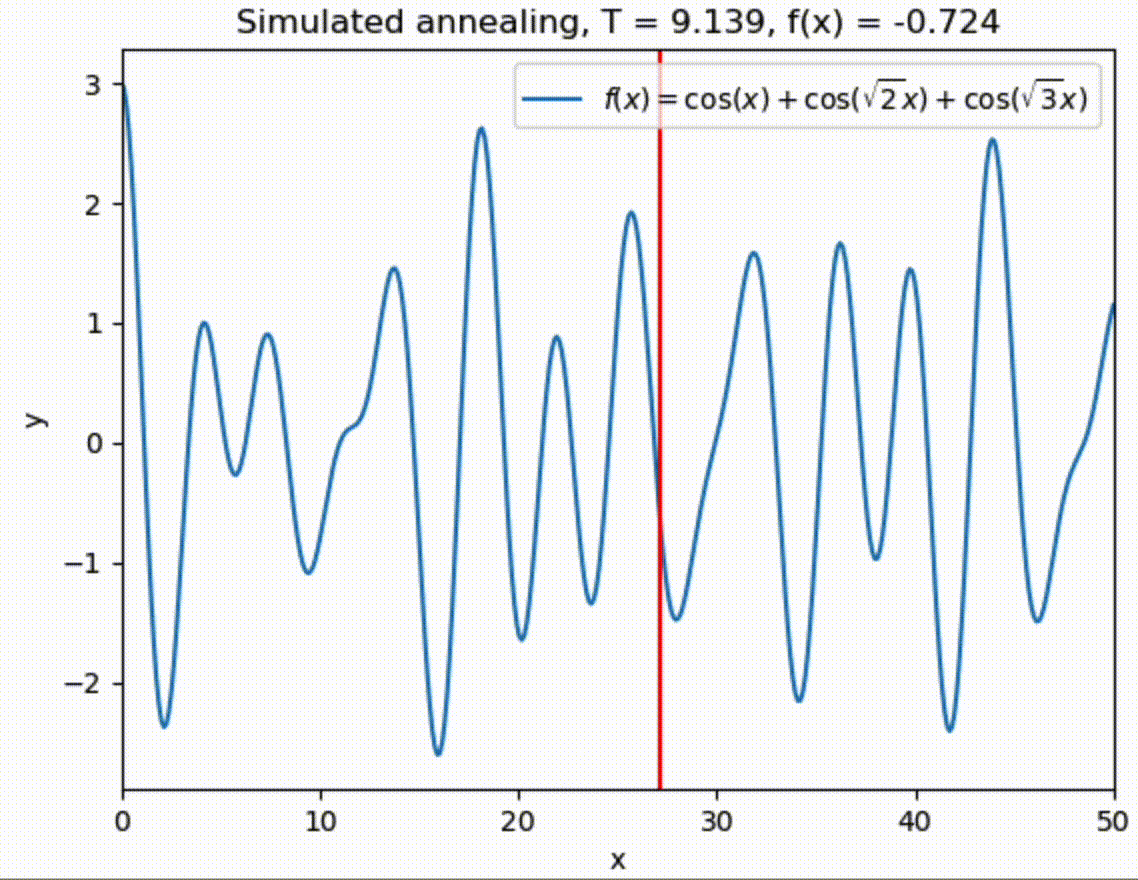 Simulated annealing, T = 9.139, f(x) = -0.724
f(x) = cos(x) + cos(√2x) + cos(√3x)
3
2
1
0
−1
−2
y
0 10 20 30 40 50
x